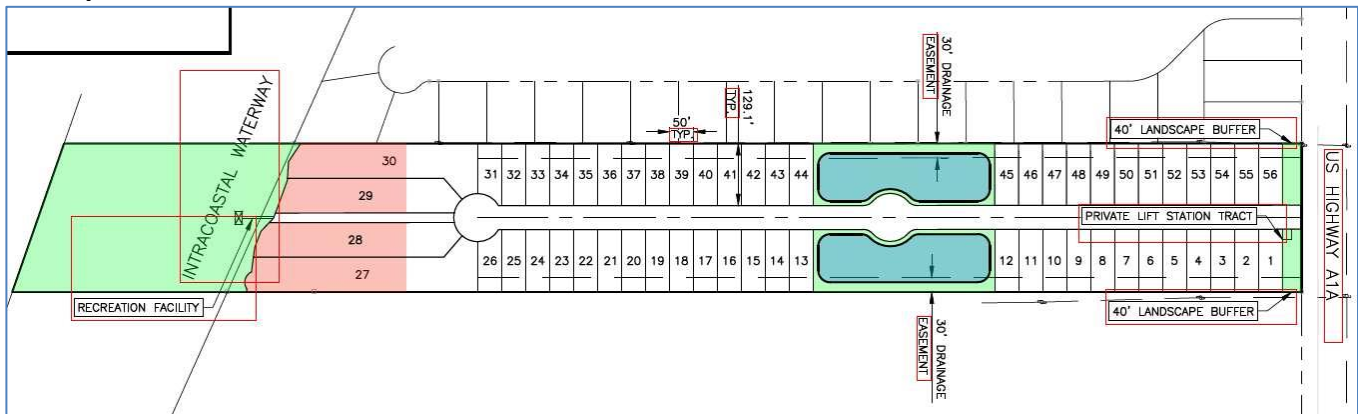 30' DRAINAGE
EASEMENT
129.1'
TYP.
50'
TYP.
40' LANDSCAPE BUFFER
INTRACOASTAL WATERWAY
30
31 32 33 34 35 36 37 38 39 40 41 42 43 44
45 46 47 48 49 50 51 52 53 54 55 56
29
PRIVATE LIFT STATION TRACT
US HIGHWAY A1A
28
27
26 25 24 23 22 21 20 19 18 17 16 15 14 13
12 11 10 9 8 7 6 5 4 3 2 1
RECREATION FACILITY
40' LANDSCAPE BUFFER
30' DRAINAGE
EASEMENT